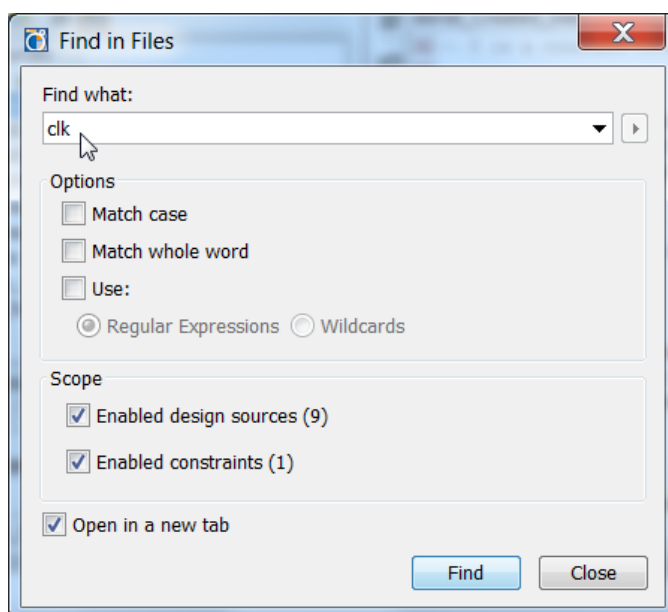 Find in Files
Find what:
clk
Options
Match case
Match whole word
Use:
Regular Expressions Wildcards
Scope
Enabled design sources (9)
Enabled constraints (1)
Open in a new tab
Find Close